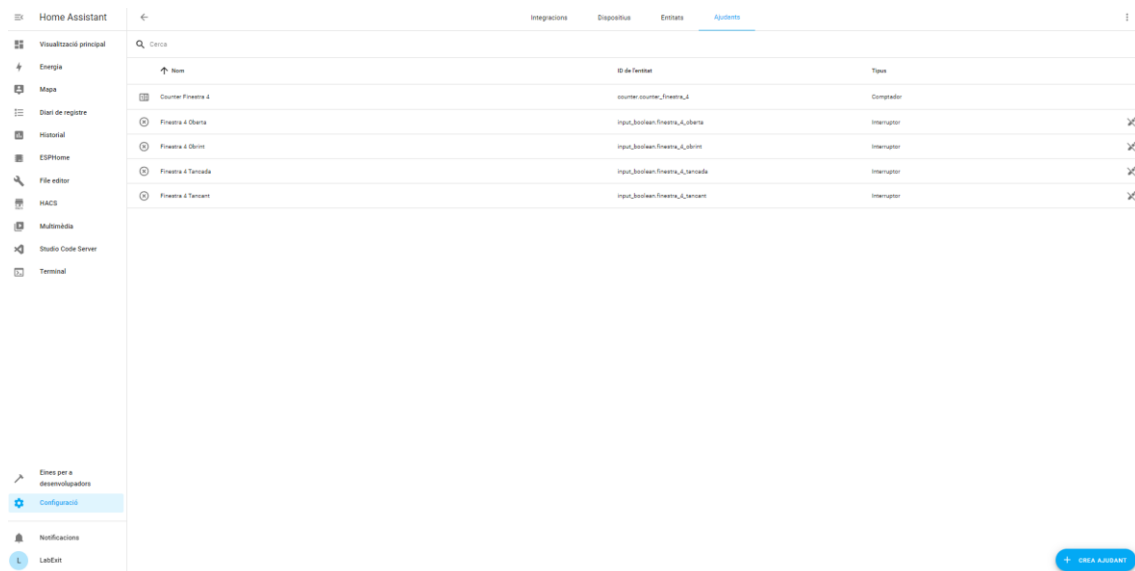 Home Assistant
Integracions Dispositius Entitats Ajudants
Visualització principal
Energia
Mapa
Diari de registre
Historial
ESPHome
File editor
HACS
Multimèdia
Studio Code Server
Terminal
Eines per a
desenvolupadors
Configuració
Notificacions
L LabExit
Cerca
Nom ID de l'entitat Tipus
Counter Finestra 4 counter.counter_finestra_4 Comptador
Finestra 4 Oberta input_boolean.finestra_4_oberta Interruptor
Finestra 4 Obrint input_boolean.finestra_4_obrint Interruptor
Finestra 4 Tancada input_boolean.finestra_4_tancada Interruptor
Finestra 4 Tancant input_boolean.finestra_4_tancant Interruptor
CREA AJUDANT